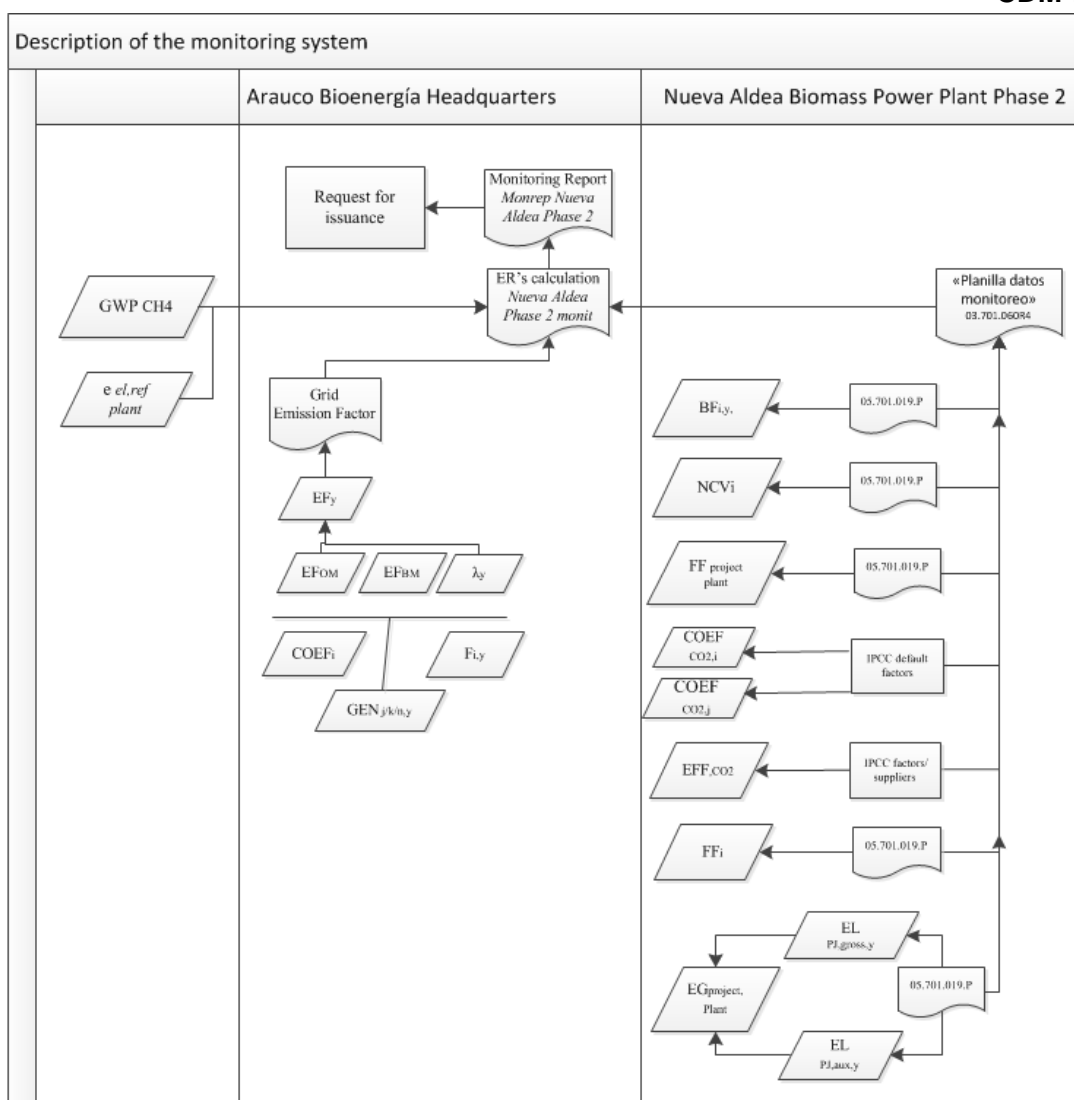 Description of the monitoring system
Arauco Bioenergía Headquarters
Nueva Aldea Biomass Power Plant Phase 2
Request for
issuance
Monitoring Report
Monrep Nueva
Aldea Phase 2
GWP CH4
e el,ref
plant
ER's calculation
Nueva Aldea
Phase 2 monit
Grid
Emission Factor
EFy
EFOM
EFBM
λy
COEFi
Fi,y
GEN j/k/n,y
«Planilla datos
monitoreo»
03.701.060R4
BFi,y,
05.701.019.P
NCVi
05.701.019.P
FF project
plant
05.701.019.P
COEF
CO2,i
COEF
CO2,j
IPCC default
factors
EFF,CO2
IPCC factors/
suppliers
FFi
05.701.019.P
EL
PJ,gross,y
EGproject,
Plant
05.701.019.P
EL
PJ,aux,y